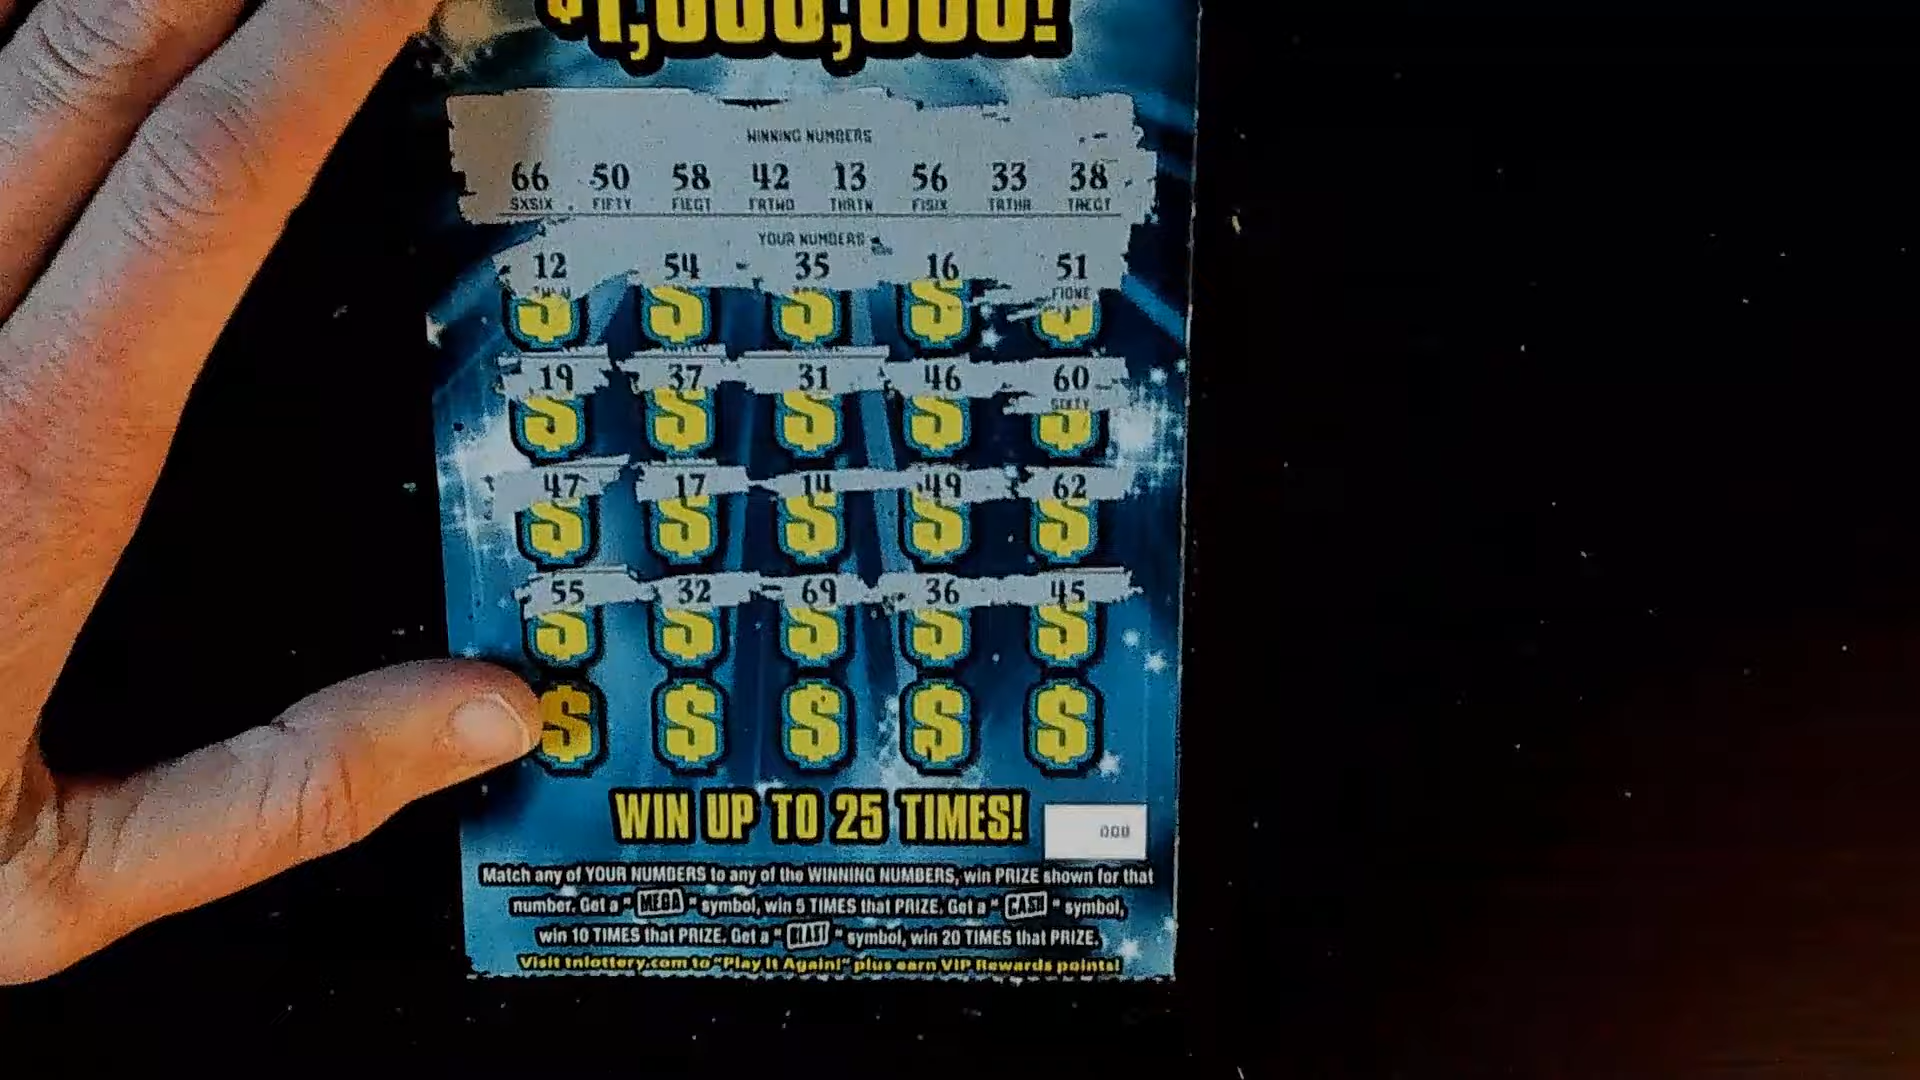 $1,000,000!
WINNING NUMBERS
66 50 58 42 13 56 33 38
SXSIX FIFTY FIEGT FRTWO THRTN FISIX TRTHR TREGT
YOUR NUMBERS
12 54 35 16 51
FIONE
19 37 31 46 60
SIXTY
47 17 14 49 62
55 32 69 36 45
WIN UP TO 25 TIMES!
000
Match any of YOUR NUMBERS to any of the WINNING NUMBERS, win PRIZE shown for that
number. Get a "MEGA" symbol, win 5 TIMES that PRIZE. Get a "CASH" symbol,
win 10 TIMES that PRIZE. Get a "BLAST" symbol, win 20 TIMES that PRIZE.
Visit tnlottery.com to "Play It Again!" plus earn VIP Rewards points!